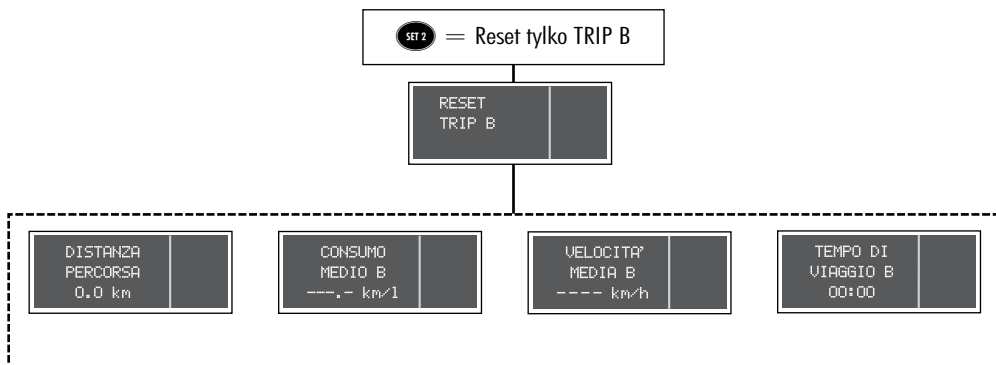 SET 2 = Reset tylko TRIP B
RESET
TRIP B
DISTANZA
PERCORSA
0.0 km
CONSUMO
MEDIO B
---.- km/l
VELOCITA'
MEDIA B
---- km/h
TEMPO DI
VIAGGIO B
00:00